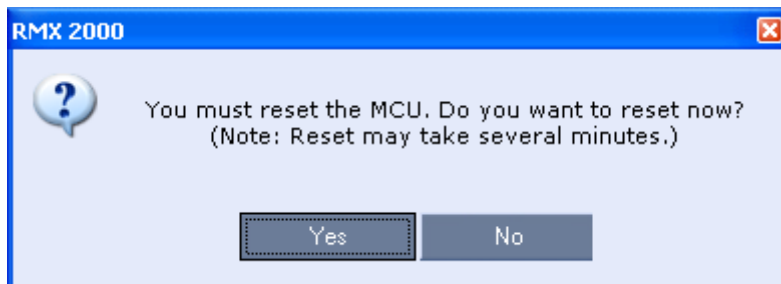 RMX 2000
You must reset the MCU. Do you want to reset now?
(Note: Reset may take several minutes.)
Yes No